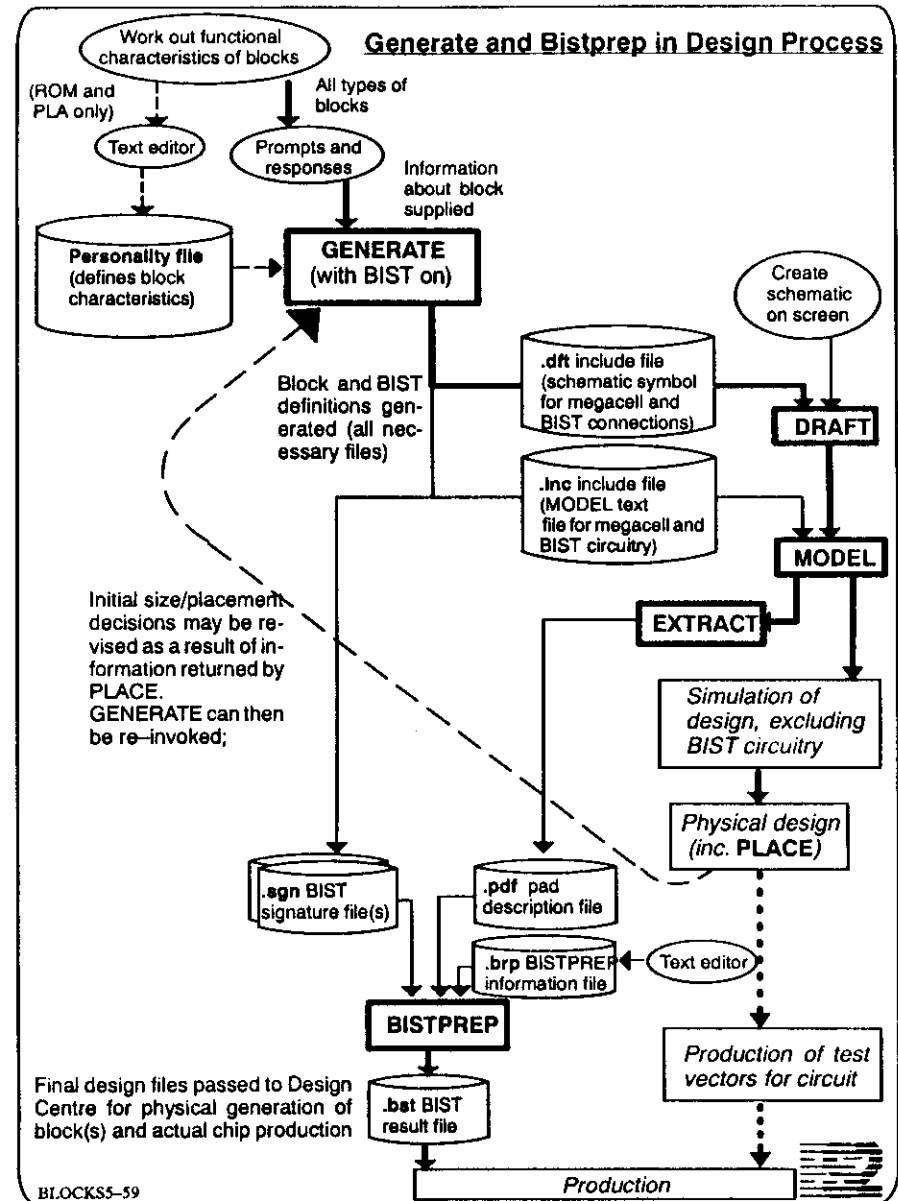 Generate and Bistprep in Design Process
Work out functional
characteristics of blocks
(ROM and
PLA only)
All types of
blocks
Text editor
Prompts and
responses
Information
about block
supplied
Personality file
(defines block
characteristics)
GENERATE
(with BIST on)
Create
schematic
on screen
Block and BIST
definitions gen-
erated (all nec-
essary files)
.dft include file
(schematic symbol
for megacell and
BIST connections)
DRAFT
.inc include file
(MODEL text
file for megacell and
BIST circuitry)
MODEL
Initial size/placement
decisions may be re-
vised as a result of in-
formation returned by
PLACE.
GENERATE can then
be re–invoked;
EXTRACT
Simulation of
design, excluding
BIST circuitry
Physical design
(inc. PLACE)
.sgn BIST
signature file(s)
.pdf pad
description file
.brp BISTPREP
information file
Text editor
BISTPREP
Production of test
vectors for circuit
Final design files passed to Design
Centre for physical generation of
block(s) and actual chip production
.bst BIST
result file
Production
BLOCKS5–59